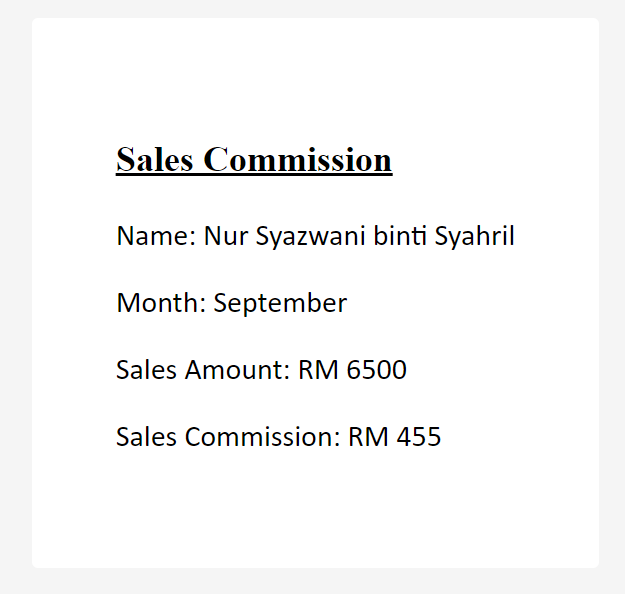 Sales Commission
Name: Nur Syazwani binti Syahril
Month: September
Sales Amount: RM 6500
Sales Commission: RM 455